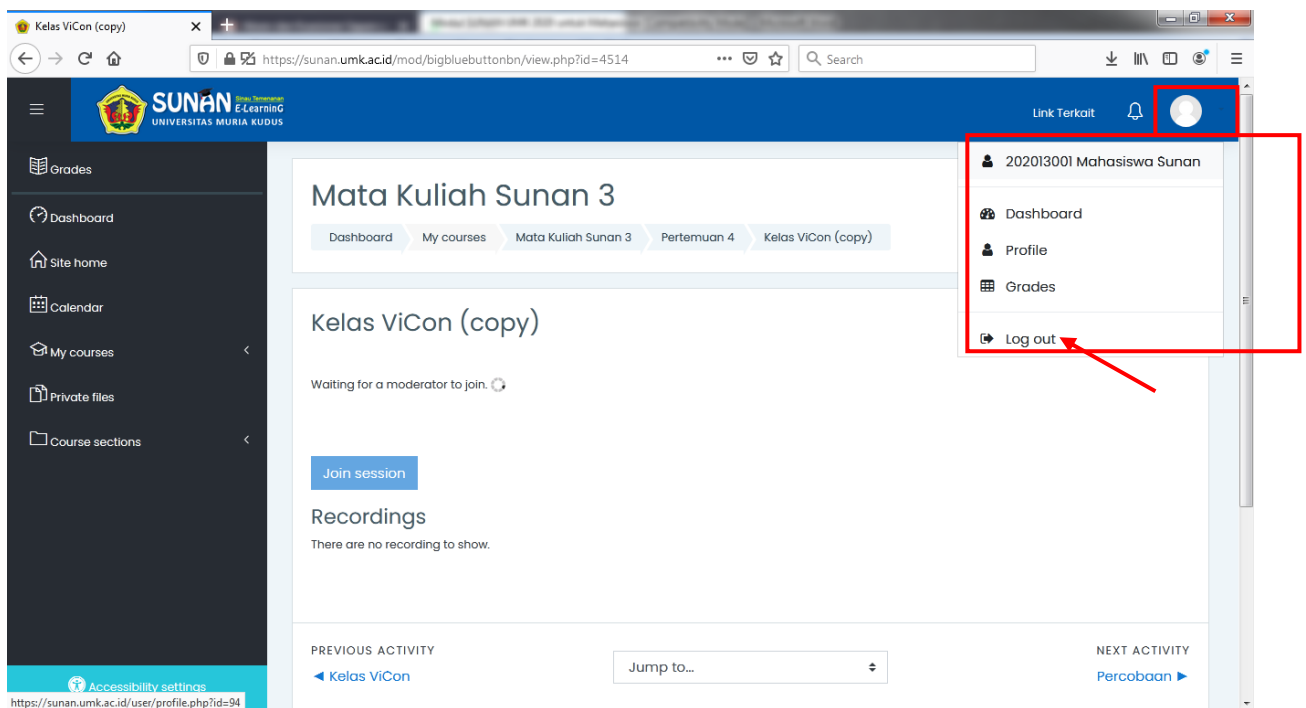 Kelas ViCon (copy)
https://sunan.umk.ac.id/mod/bigbluebuttonbn/view.php?id=4514
Search
SUNAN Sinau Temenanan E-Learning
UNIVERSITAS MURIA KUDUS
Link Terkait
Grades
Dashboard
Site home
Calendar
My courses
Private files
Course sections
Accessibility settings
https://sunan.umk.ac.id/user/profile.php?id=94
Mata Kuliah Sunan 3
Dashboard My courses Mata Kuliah Sunan 3 Pertemuan 4 Kelas ViCon (copy)
202013001 Mahasiswa Sunan
Dashboard
Profile
Grades
Log out
Kelas ViCon (copy)
Waiting for a moderator to join.
Join session
Recordings
There are no recording to show.
PREVIOUS ACTIVITY
◄ Kelas ViCon
Jump to...
NEXT ACTIVITY
Percobaan ►